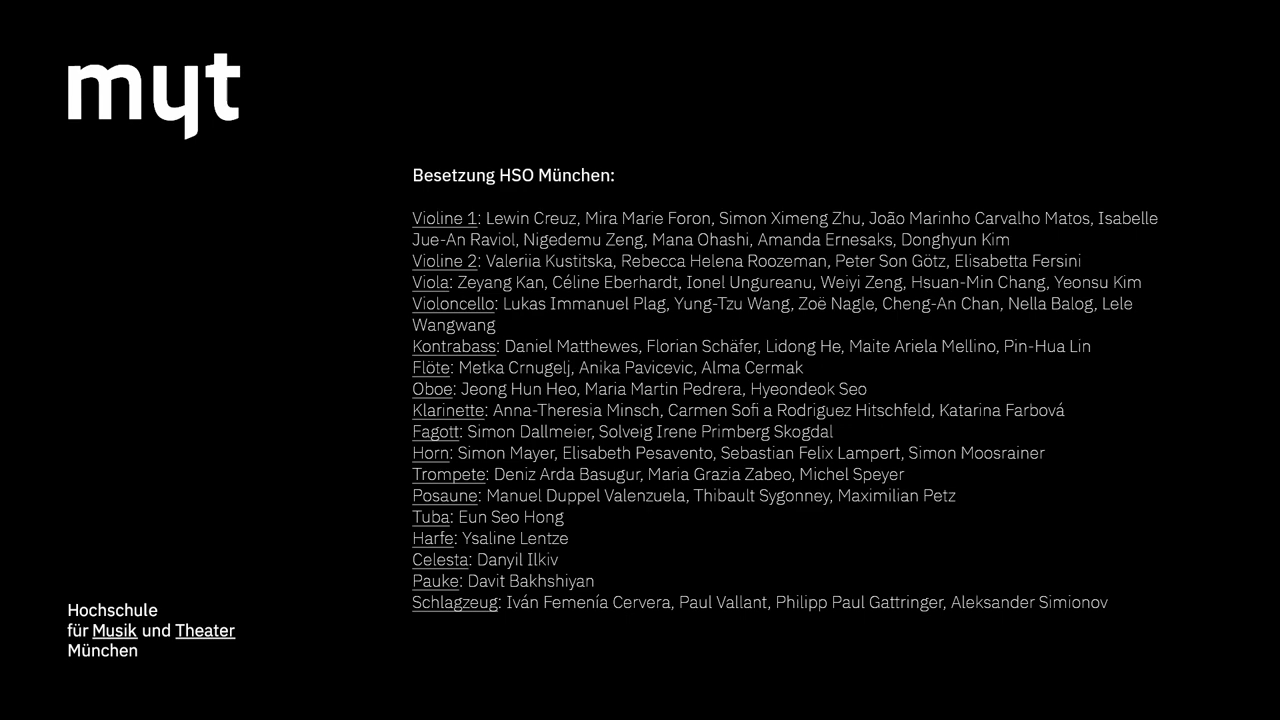 myt
Besetzung HSO München:
Violine 1: Lewin Creuz, Mira Marie Foron, Simon Ximeng Zhu, João Marinho Carvalho Matos, Isabelle
Jue-An Raviol, Nigedemu Zeng, Mana Ohashi, Amanda Ernesaks, Donghyun Kim
Violine 2: Valeriia Kustitska, Rebecca Helena Roozeman, Peter Son Götz, Elisabetta Fersini
Viola: Zeyang Kan, Céline Eberhardt, Ionel Ungureanu, Weiyi Zeng, Hsuan-Min Chang, Yeonsu Kim
Violoncello: Lukas Immanuel Plag, Yung-Tzu Wang, Zoë Nagle, Cheng-An Chan, Nella Balog, Lele
Wangwang
Kontrabass: Daniel Matthewes, Florian Schäfer, Lidong He, Maite Ariela Mellino, Pin-Hua Lin
Flöte: Metka Crnugelj, Anika Pavicevic, Alma Cermak
Oboe: Jeong Hun Heo, Maria Martin Pedrera, Hyeondeok Seo
Klarinette: Anna-Theresia Minsch, Carmen Sofi a Rodriguez Hitschfeld, Katarina Farbová
Fagott: Simon Dallmeier, Solveig Irene Primberg Skogdal
Horn: Simon Mayer, Elisabeth Pesavento, Sebastian Felix Lampert, Simon Moosrainer
Trompete: Deniz Arda Basugur, Maria Grazia Zabeo, Michel Speyer
Posaune: Manuel Duppel Valenzuela, Thibault Sygonney, Maximilian Petz
Tuba: Eun Seo Hong
Harfe: Ysaline Lentze
Celesta: Danyil Ilkiv
Pauke: Davit Bakhshiyan
Schlagzeug: Iván Femenía Cervera, Paul Vallant, Philipp Paul Gattringer, Aleksander Simionov
Hochschule
für Musik und Theater
München